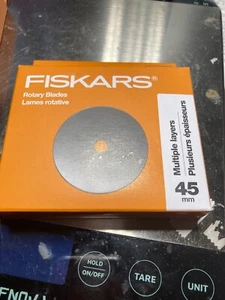 FISKARS®
Rotary Blades
Lames rotative
Multiple layers
Plusieurs épaisseurs
45
mm
HOLD
ON/OFF
TARE
UNIT